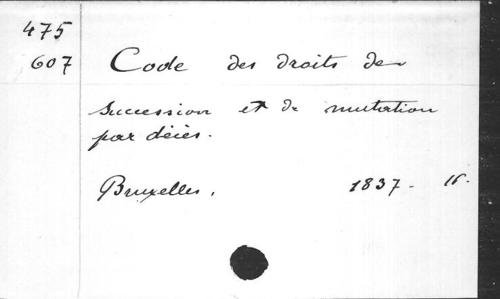 475
607
Code des droits de
succession et de mutation
par décès.
Bruxelles, 1837. 16.